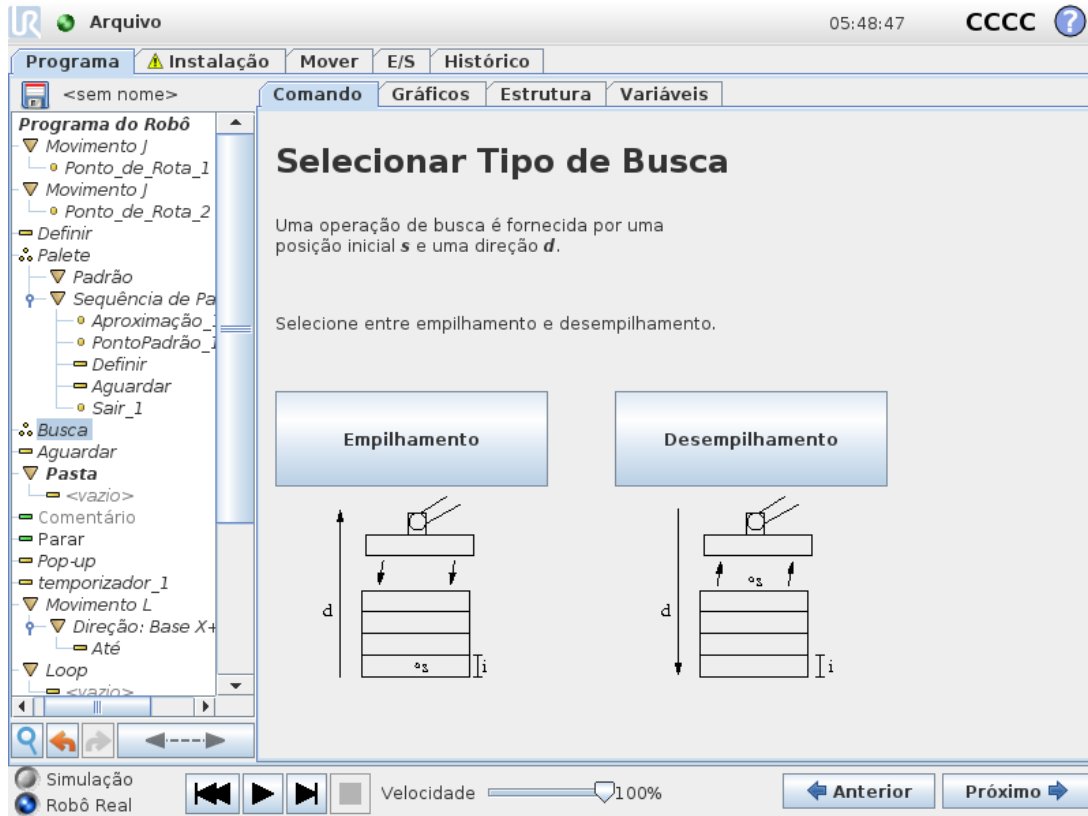 UR Arquivo 05:48:47 CCCC ?
Programa Instalação Mover E/S Histórico
<sem nome>
Comando Gráficos Estrutura Variáveis
Programa do Robô
Movimento J
Ponto_de_Rota_1
Movimento J
Ponto_de_Rota_2
Definir
Palete
Padrão
Sequência de Pa
Aproximação_1
PontoPadrão_1
Definir
Aguardar
Sair_1
Busca
Aguardar
Pasta
<vazio>
Comentário
Parar
Pop-up
temporizador_1
Movimento L
Direção: Base X+
Até
Loop
<vazio>
Selecionar Tipo de Busca
Uma operação de busca é fornecida por uma
posição inicial s e uma direção d.
Selecione entre empilhamento e desempilhamento.
Empilhamento
d
s
i
Desempilhamento
s
d
i
Simulação
Robô Real
Velocidade 100%
Anterior Próximo